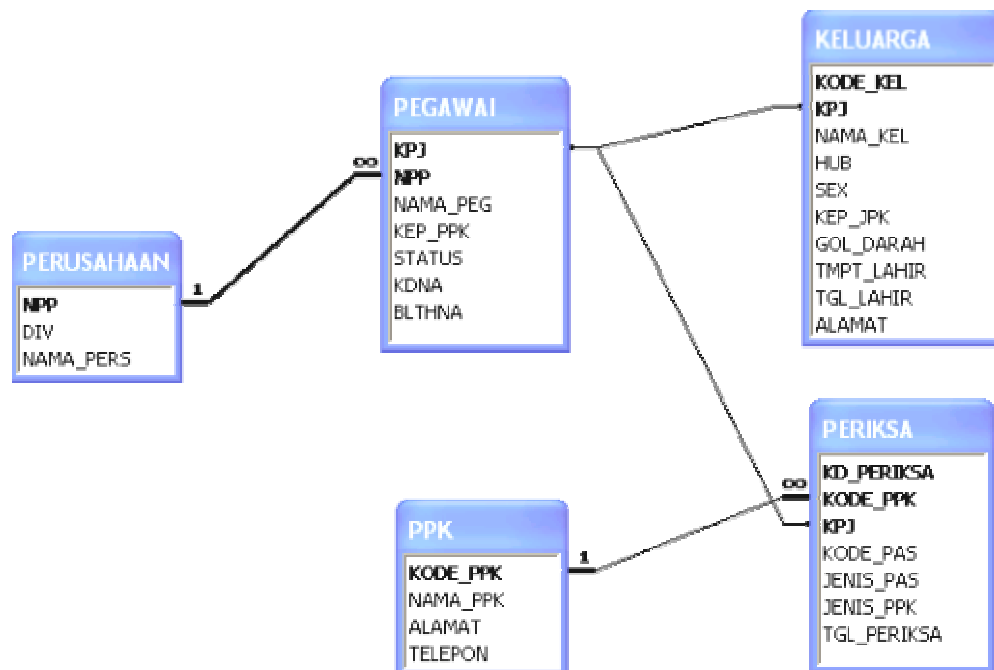 PERUSAHAAN
NPP
DIV
NAMA_PERS
1
∞
PEGAWAI
KPJ
NPP
NAMA_PEG
KEP_PPK
STATUS
KDNA
BLTHNA
KELUARGA
KODE_KEL
KPJ
NAMA_KEL
HUB
SEX
KEP_JPK
GOL_DARAH
TMPT_LAHIR
TGL_LAHIR
ALAMAT
PPK
KODE_PPK
NAMA_PPK
ALAMAT
TELEPON
1
∞
PERIKSA
KD_PERIKSA
KODE_PPK
KPJ
KODE_PAS
JENIS_PAS
JENIS_PPK
TGL_PERIKSA